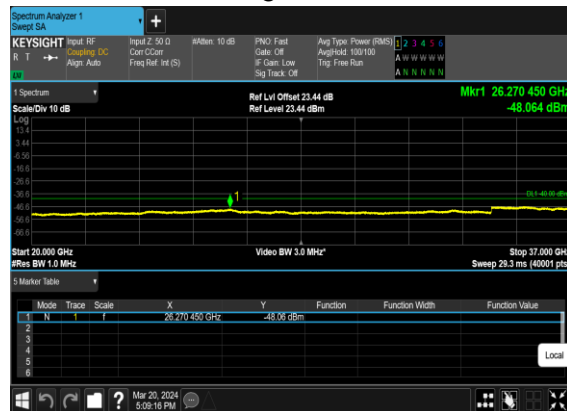 Spectrum Analyzer 1
Swept SA
KEYSIGHT
R T
LW
Input: RF
Coupling: DC
Align: Auto
Input Z: 50 Ω
Corr CCorr
Freq Ref: Int (S)
#Atten: 10 dB
PNO: Fast
Gate: Off
IF Gain: Low
Sig Track: Off
Avg Type: Power (RMS)
Avg|Hold: 100/100
Trig: Free Run
1 2 3 4 5 6
A W W W W W
A N N N N N
1 Spectrum
Scale/Div 10 dB
Ref Lvl Offset 23.44 dB
Ref Level 23.44 dBm
Mkr1 26.270 450 GHz
-48.064 dBm
Log
13.4
3.44
-6.56
-16.6
-26.6
-36.6
-46.6
-56.6
-66.6
1
DL1 -40.00 dBm
Start 20.000 GHz
#Res BW 1.0 MHz
Video BW 3.0 MHz*
Stop 37.000 GHz
Sweep 29.3 ms (40001 pts)
5 Marker Table
Mode Trace Scale X Y Function Function Width Function Value
1 N 1 f 26.270 450 GHz -48.06 dBm
2
3
4
5
6
Local
?
Mar 20, 2024
5:09:16 PM